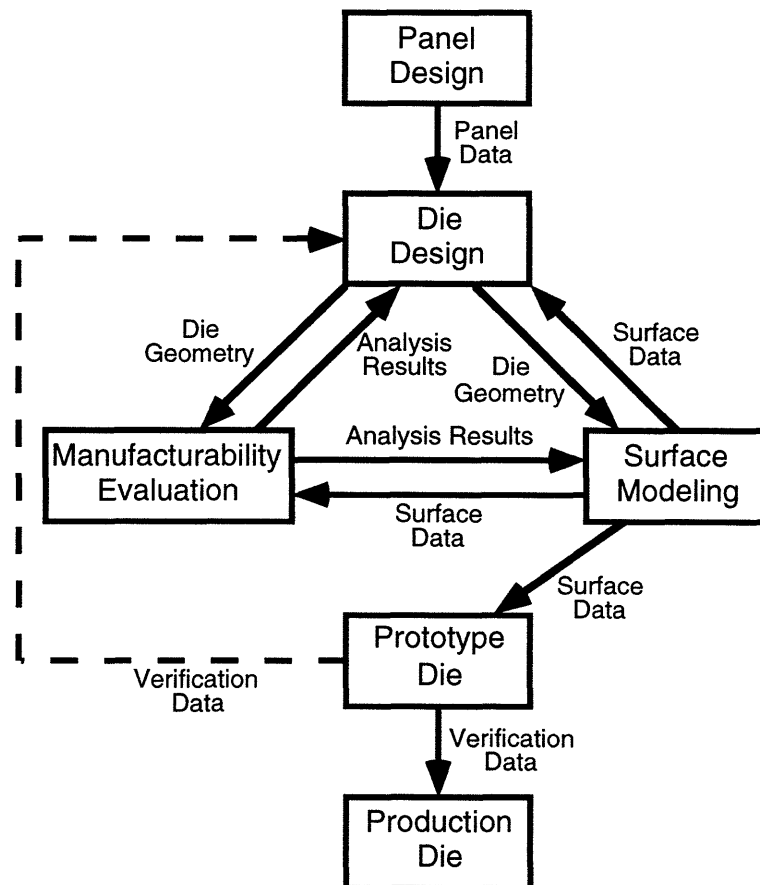 Panel
Design
Panel
Data
Die
Design
Die
Geometry
Analysis
Results
Die
Geometry
Surface
Data
Manufacturability
Evaluation
Analysis Results
Surface
Data
Surface
Modeling
Surface
Data
Prototype
Die
Verification
Data
Verification
Data
Production
Die